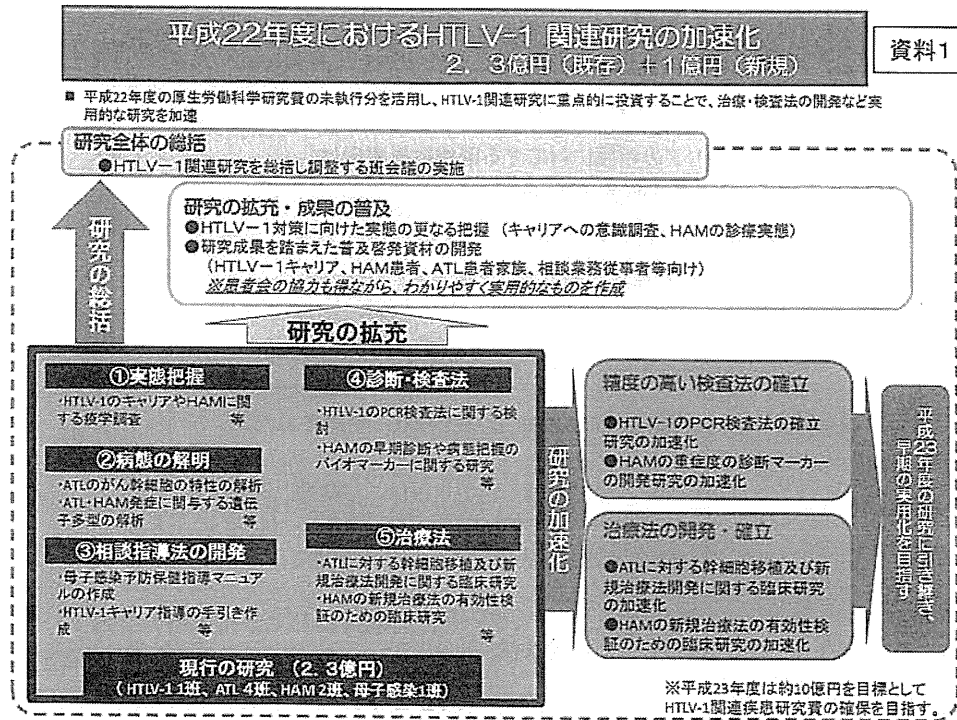 平成22年度におけるHTLV-1 関連研究の加速化
2．3億円（既存）＋1億円（新規）
資料1
■ 平成22年度の厚生労働科学研究費の未執行分を活用し、HTLV-1関連研究に重点的に投資することで、治療・検査法の開発など実
用的な研究を加速
研究全体の総括
●HTLV－1関連研究を総括し調整する班会議の実施
研究の総括
研究の拡充・成果の普及
●HTLV－1対策に向けた実態の更なる把握 （キャリアへの意識調査、HAMの診療実態）
●研究成果を踏まえた普及啓発資材の開発
（HTLV－1キャリア、HAM患者、ATL患者家族、相談業務従事者等向け）
※患者会の協力も得ながら、わかりやすく実用的なものを作成
研究の拡充
①実態把握
・HTLV-1のキャリアやHAMに関
する疫学調査 等
②病態の解明
・ATLのがん幹細胞の特性の解析
・ATL・HAM発症に関与する遺伝
子多型の解析 等
③相談指導法の開発
・母子感染予防保健指導マニュア
ルの作成
・HTLV-1キャリア指導の手引き作
成 等
④診断・検査法
・HTLV-1のPCR検査法に関する検
討
・HAMの早期診断や病態把握の
バイオマーカーに関する研究
等
⑤治療法
・ATLに対する幹細胞移植及び新
規治療法開発に関する臨床研究
・HAMの新規治療法の有効性検
証のための臨床研究
等
現行の研究 （2．3億円）
（ HTLV-1 1班、ATL 4班、HAM 2班、母子感染1班）
研究の加速化
精度の高い検査法の確立
●HTLV-1のPCR検査法の確立
研究の加速化
●HAMの重症度の診断マーカー
の開発研究の加速化
治療法の開発・確立
●ATLに対する幹細胞移植及び新
規治療法開発に関する臨床研究
の加速化
●HAMの新規治療法の有効性検
証のための臨床研究の加速化
平成23年度の研究に引き継ぎ、
早期の実用化を目指す
※平成23年度は約10億円を目標として
HTLV-1関連疾患研究費の確保を目指す。